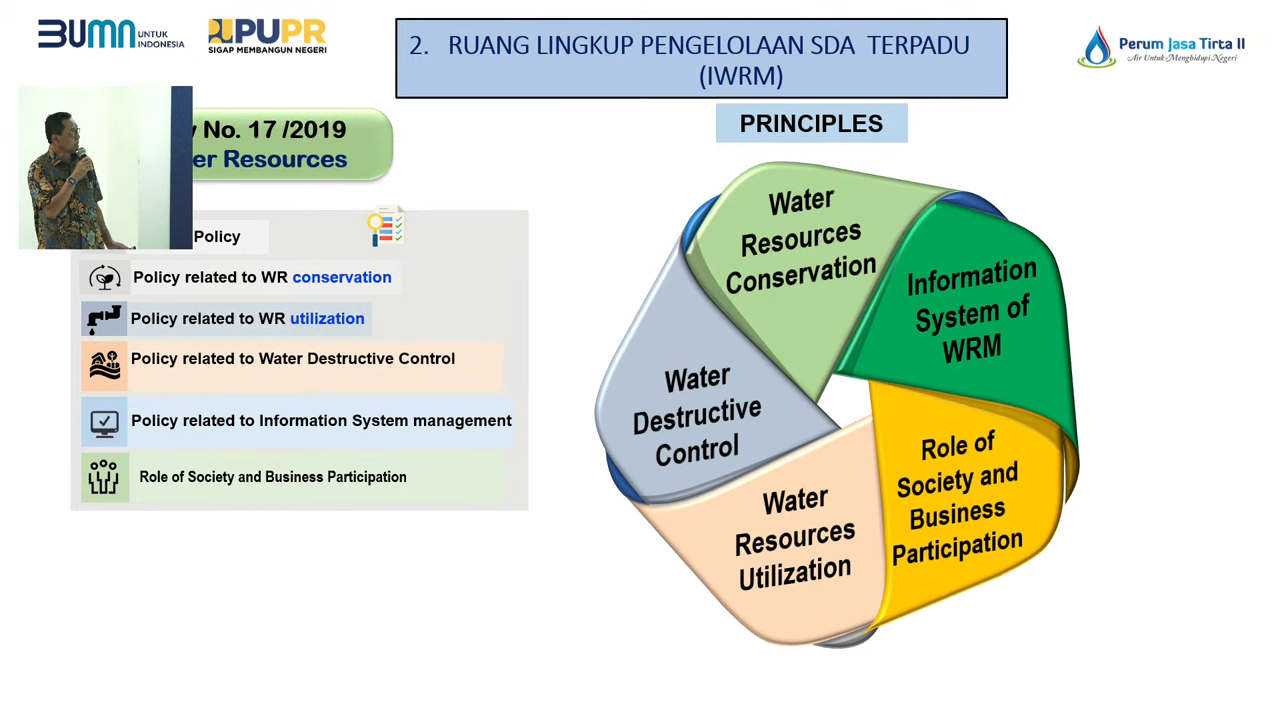 BUMN UNTUK
INDONESIA
PUPR
SIGAP MEMBANGUN NEGERI
2. RUANG LINGKUP PENGELOLAAN SDA TERPADU
(IWRM)
Perum Jasa Tirta II
Air Untuk Menghidupi Negeri
No. 17 /2019
Resources
PRINCIPLES
Policy
Policy related to WR conservation
Policy related to WR utilization
Policy related to Water Destructive Control
Policy related to Information System management
Role of Society and Business Participation
Water
Resources
Conservation
Information
System of
WRM
Water
Destructive
Control
Role of
Society and
Business
Participation
Water
Resources
Utilization